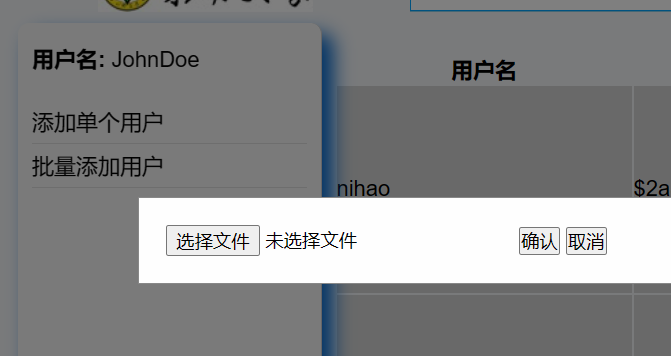 用户名: JohnDoe
用户名
添加单个用户
批量添加用户
nihao
$2a
选择文件 未选择文件
确认 取消